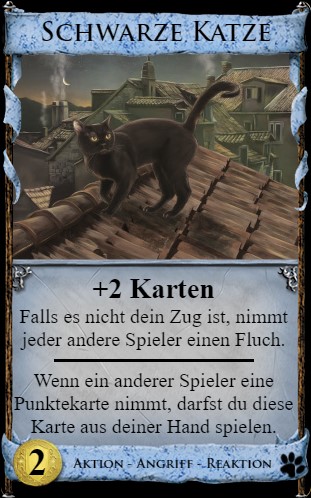 Schwarze Katze
+2 Karten
Falls es nicht dein Zug ist, nimmt
jeder andere Spieler einen Fluch.
Wenn ein anderer Spieler eine
Punktekarte nimmt, darfst du diese
Karte aus deiner Hand spielen.
2
Aktion - Angriff - Reaktion